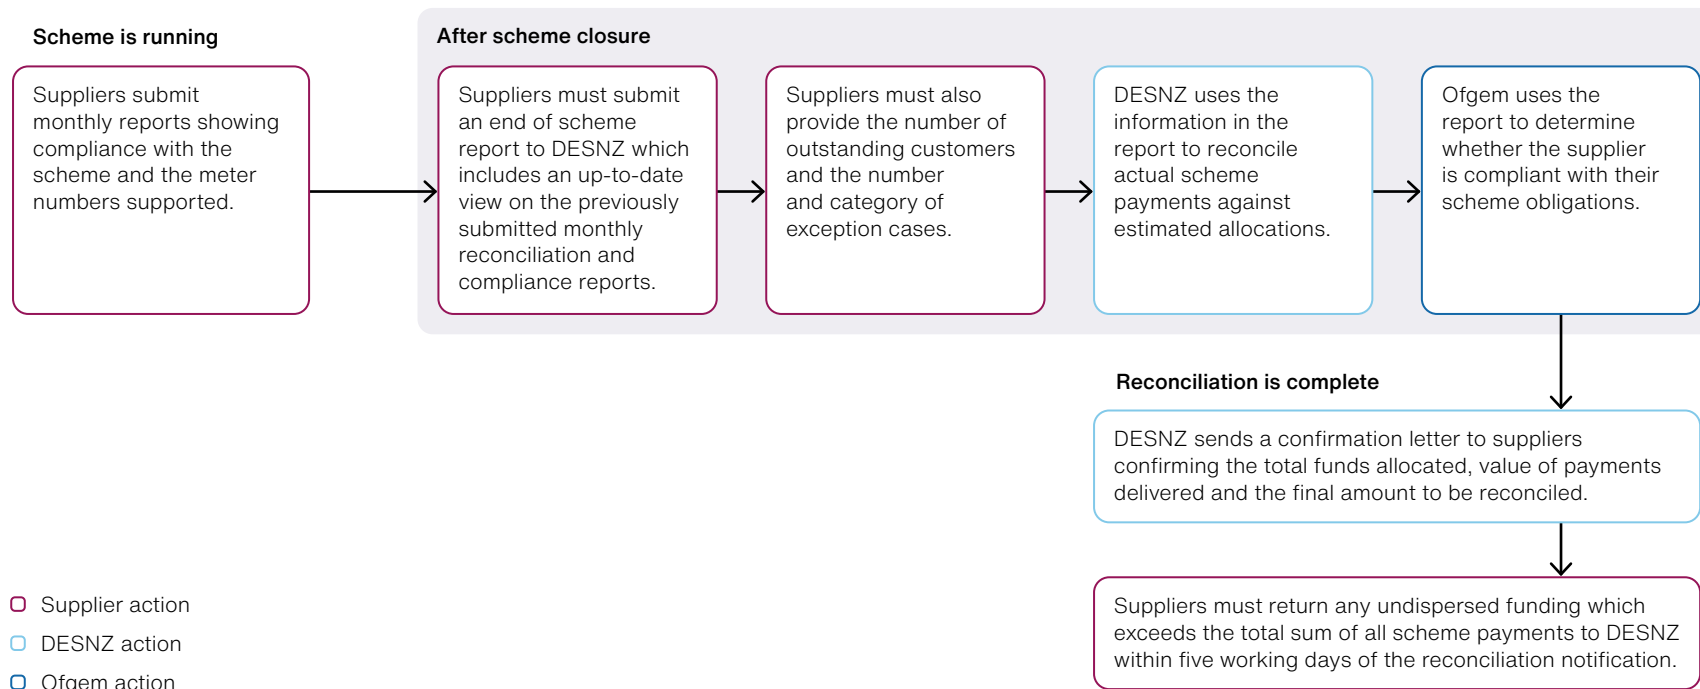 Scheme is running
Suppliers submit
monthly reports showing
compliance with the
scheme and the meter
numbers supported.
After scheme closure
Suppliers must submit
an end of scheme
report to DESNZ which
includes an up-to-date
view on the previously
submitted monthly
reconciliation and
compliance reports.
Suppliers must also
provide the number of
outstanding customers
and the number
and category of
exception cases.
DESNZ uses the
information in the
report to reconcile
actual scheme
payments against
estimated allocations.
Ofgem uses the
report to determine
whether the supplier
is compliant with their
scheme obligations.
Reconciliation is complete
DESNZ sends a confirmation letter to suppliers
confirming the total funds allocated, value of payments
delivered and the final amount to be reconciled.
Suppliers must return any undispersed funding which
exceeds the total sum of all scheme payments to DESNZ
within five working days of the reconciliation notification.
Supplier action
DESNZ action
Ofgem action